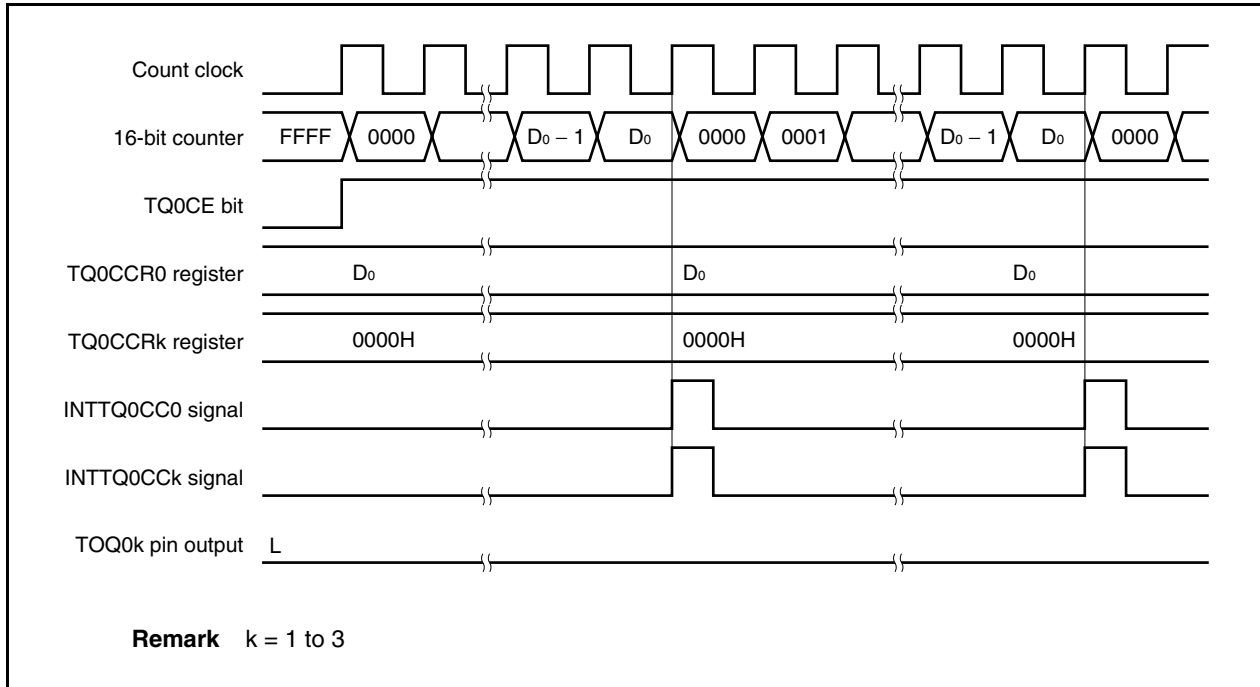 Count clock
16-bit counter FFFF 0000 D0 − 1 D0 0000 0001 D0 − 1 D0 0000
TQ0CE bit
TQ0CCR0 register D0 D0 D0
TQ0CCRk register 0000H 0000H 0000H
INTTQ0CC0 signal
INTTQ0CCk signal
TOQ0k pin output L
Remark k = 1 to 3